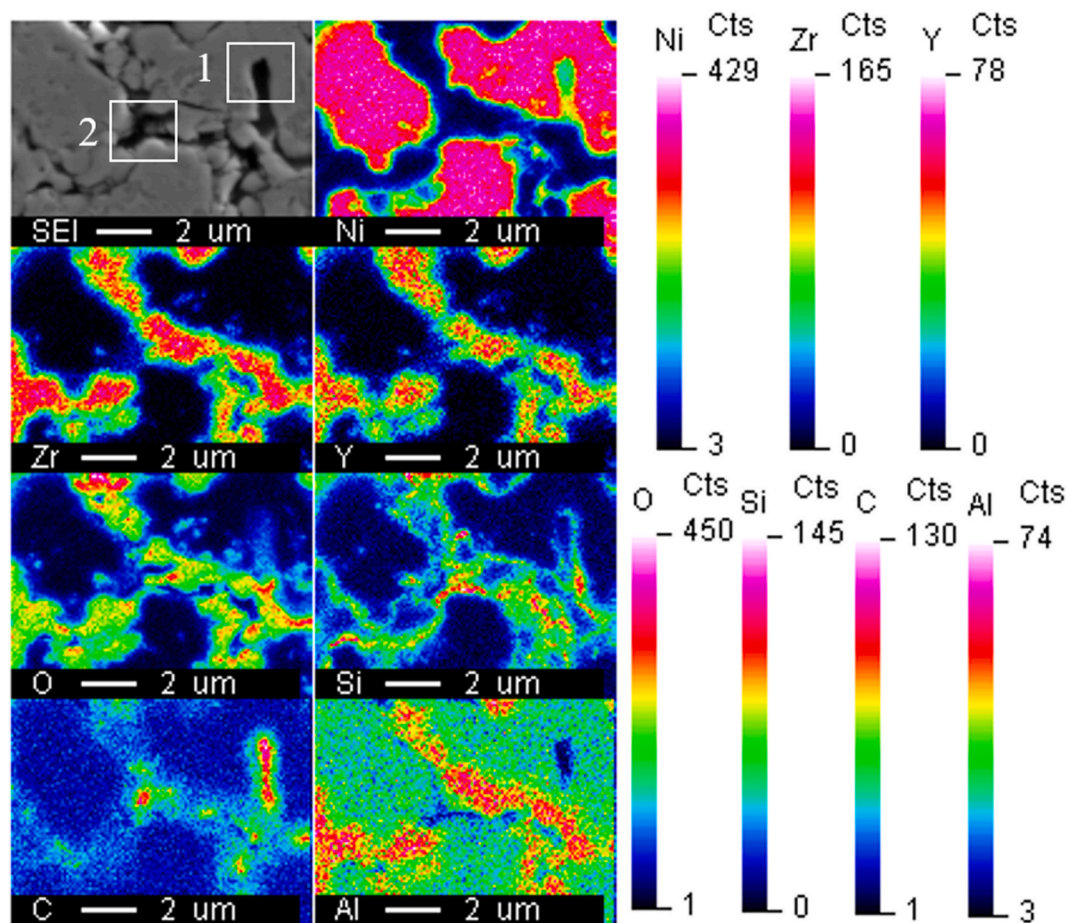 1
2
SEI 2 um
Ni 2 um
Zr 2 um
Y 2 um
O 2 um
Si 2 um
C 2 um
Al 2 um
Ni Cts Zr Cts Y Cts
429 165 78
3 0 0
O Cts Si Cts C Cts Al Cts
450 145 130 74
1 0 1 3